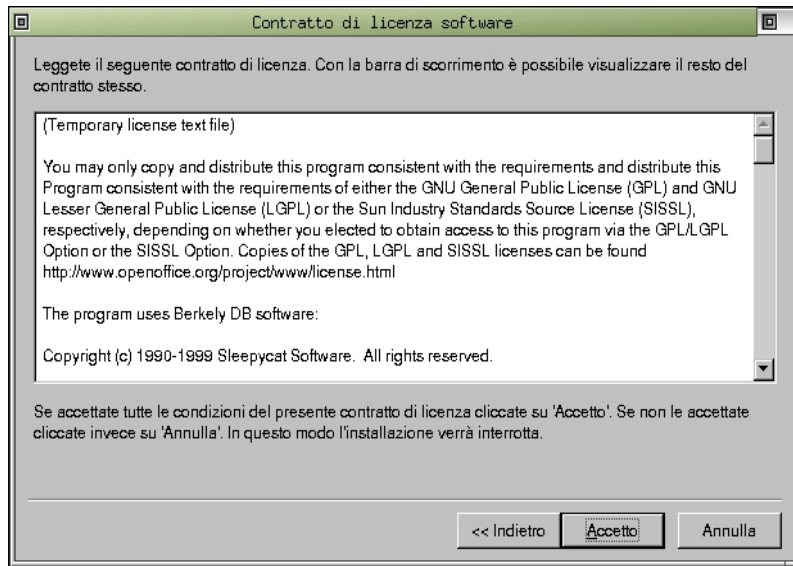 Contratto di licenza software
Leggete il seguente contratto di licenza. Con la barra di scorrimento è possibile visualizzare il resto del
contratto stesso.
(Temporary license text file)
You may only copy and distribute this program consistent with the requirements and distribute this
Program consistent with the requirements of either the GNU General Public License (GPL) and GNU
Lesser General Public License (LGPL) or the Sun Industry Standards Source License (SISSL),
respectively, depending on whether you elected to obtain access to this program via the GPL/LGPL
Option or the SISSL Option. Copies of the GPL, LGPL and SISSL licenses can be found
http://www.openoffice.org/project/www/license.html
The program uses Berkely DB software:
Copyright (c) 1990-1999 Sleepycat Software.  All rights reserved.
Se accettate tutte le condizioni del presente contratto di licenza cliccate su 'Accetto'. Se non le accettate
cliccate invece su 'Annulla'. In questo modo l'installazione verrà interrotta.
<< Indietro Accetto Annulla